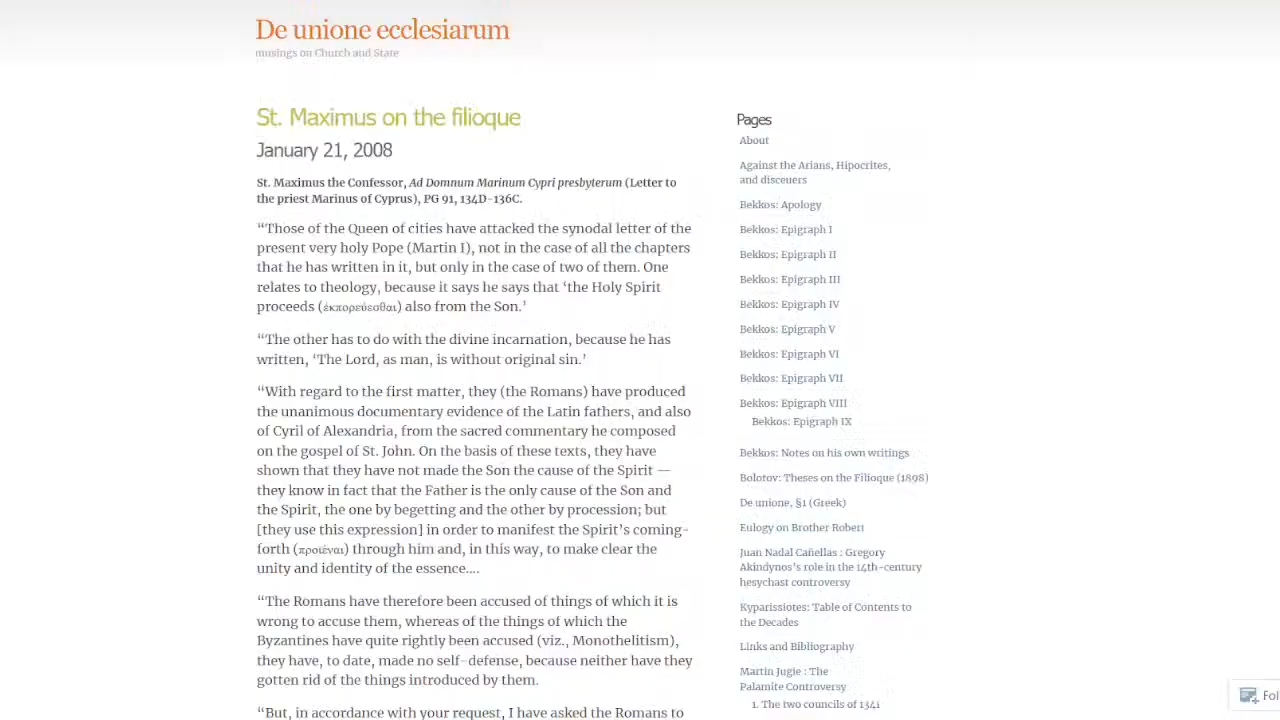 De unione ecclesiarum
musings on Church and State
St. Maximus on the filioque
January 21, 2008
St. Maximus the Confessor, Ad Domnum Marinum Cypri presbyterum (Letter to
the priest Marinus of Cyprus), PG 91, 134D-136C.
“Those of the Queen of cities have attacked the synodal letter of the
present very holy Pope (Martin I), not in the case of all the chapters
that he has written in it, but only in the case of two of them. One
relates to theology, because it says he says that ‘the Holy Spirit
proceeds (ἐκπορεύεσθαι) also from the Son.’
“The other has to do with the divine incarnation, because he has
written, ‘The Lord, as man, is without original sin.’
“With regard to the first matter, they (the Romans) have produced
the unanimous documentary evidence of the Latin fathers, and also
of Cyril of Alexandria, from the sacred commentary he composed
on the gospel of St. John. On the basis of these texts, they have
shown that they have not made the Son the cause of the Spirit —
they know in fact that the Father is the only cause of the Son and
the Spirit, the one by begetting and the other by procession; but
[they use this expression] in order to manifest the Spirit’s coming-
forth (προϊέναι) through him and, in this way, to make clear the
unity and identity of the essence….
“The Romans have therefore been accused of things of which it is
wrong to accuse them, whereas of the things of which the
Byzantines have quite rightly been accused (viz., Monothelitism),
they have, to date, made no self-defense, because neither have they
gotten rid of the things introduced by them.
“But, in accordance with your request, I have asked the Romans to
Pages
About
Against the Arians, Hipocrites,
and disceuers
Bekkos: Apology
Bekkos: Epigraph I
Bekkos: Epigraph II
Bekkos: Epigraph III
Bekkos: Epigraph IV
Bekkos: Epigraph V
Bekkos: Epigraph VI
Bekkos: Epigraph VII
Bekkos: Epigraph VIII
Bekkos: Epigraph IX
Bekkos: Notes on his own writings
Bolotov: Theses on the Filioque (1898)
De unione, §1 (Greek)
Eulogy on Brother Robert
Juan Nadal Cañellas : Gregory
Akindynos’s role in the 14th-century
hesychast controversy
Kyparissiotes: Table of Contents to
the Decades
Links and Bibliography
Martin Jugie : The
Palamite Controversy
1. The two councils of 1341
Fol